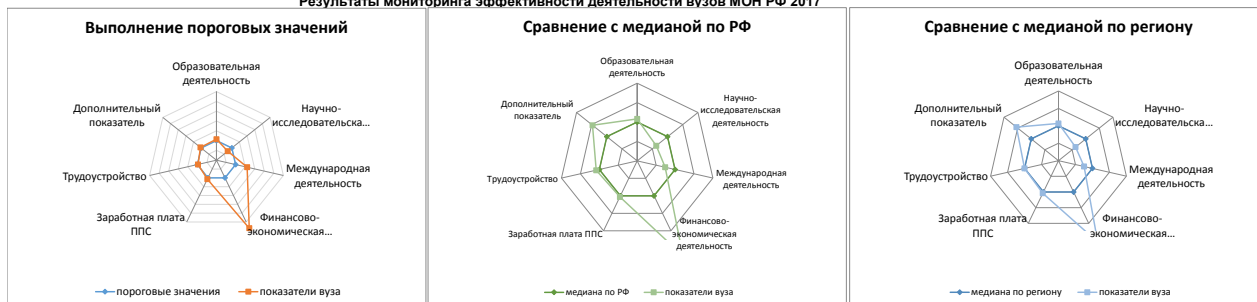 Результаты мониторинга эффективности деятельности вузов МОН РФ 2017
Выполнение пороговых значений
Образовательная
деятельность
Научно-
исследовательска...
Международная
деятельность
Финансово-
экономическая...
Заработная плата
ППС
Трудоустройство
Дополнительный
показатель
пороговые значения
показатели вуза
Сравнение с медианой по РФ
Образовательная
деятельность
Научно-
исследовательская
деятельность
Международная
деятельность
Финансово-
экономическая
деятельность
Заработная плата ППС
Трудоустройство
Дополнительный
показатель
медиана по РФ
показатели вуза
Сравнение с медианой по региону
Образовательная
деятельность
Научно-
исследовательска...
Международная
деятельность
Финансово-
экономическая...
Заработная плата
ППС
Трудоустройство
Дополнительный
показатель
медиана по региону
показатели вуза